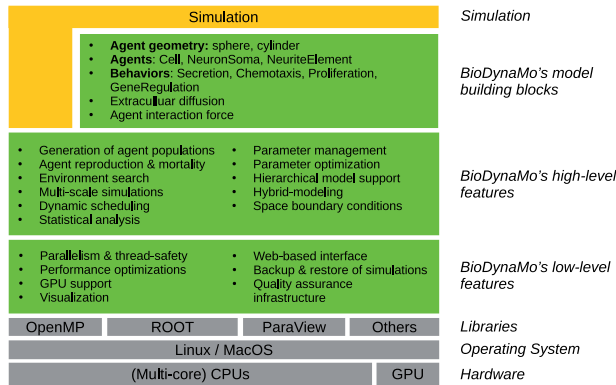 Simulation
Simulation
• Agent geometry: sphere, cylinder
• Agents: Cell, NeuronSoma, NeuriteElement
• Behaviors: Secretion, Chemotaxis, Proliferation,
GeneRegulation
• Extraculluar diffusion
• Agent interaction force
BioDynaMo's model
building blocks
• Generation of agent populations
• Agent reproduction & mortality
• Environment search
• Multi-scale simulations
• Dynamic scheduling
• Statistical analysis
• Parameter management
• Parameter optimization
• Hierarchical model support
• Hybrid-modeling
• Space boundary conditions
BioDynaMo's high-level
features
• Parallelism & thread-safety
• Performance optimizations
• GPU support
• Visualization
• Web-based interface
• Backup & restore of simulations
• Quality assurance
infrastructure
BioDynaMo's low-level
features
OpenMP ROOT ParaView Others
Libraries
Linux / MacOS
Operating System
(Multi-core) CPUs GPU
Hardware